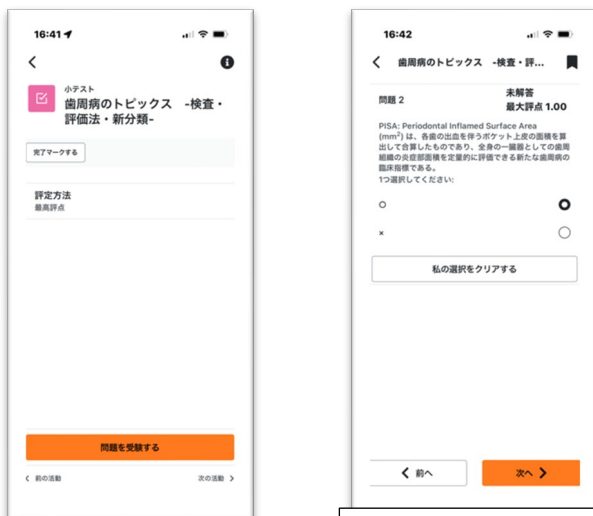 16:41
小テスト
歯周病のトピックス　-検査・
評価法・新分類-
完了マークする
評定方法
最高評点
問題を受験する
前の活動
次の活動
16:42
歯周病のトピックス　-検査・評...
問題 2
未解答
最大評点 1.00
PISA: Periodontal Inflamed Surface Area
(mm²) は、各歯の出血を伴うポケット上皮の面積を算
出して合算したものであり、全身の一臓器としての歯周
組織の炎症部面積を定量的に評価できる新たな歯周病の
臨床指標である。
1つ選択してください:
○
×
私の選択をクリアする
前へ
次へ